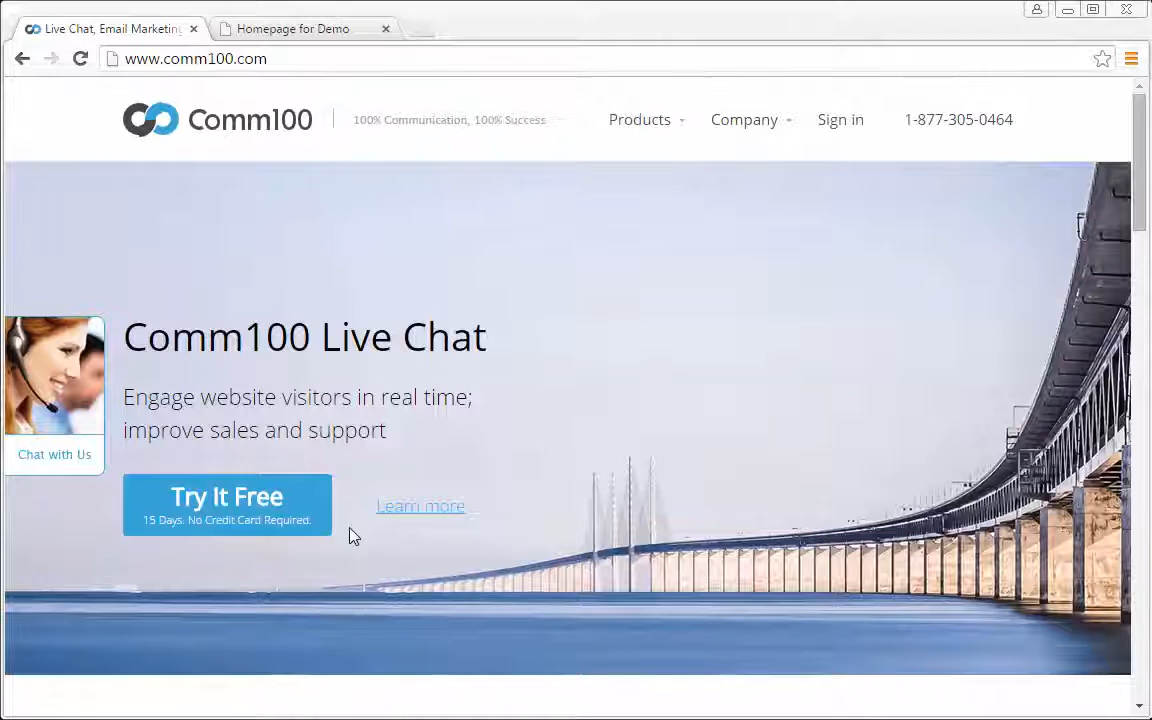 Live Chat, Email Marketing
Homepage for Demo
www.comm100.com
Comm100
100% Communication, 100% Success
Products
Company
Sign in
1-877-305-0464
Comm100 Live Chat
Engage website visitors in real time;
improve sales and support
Chat with Us
Try It Free
15 Days. No Credit Card Required.
Learn more